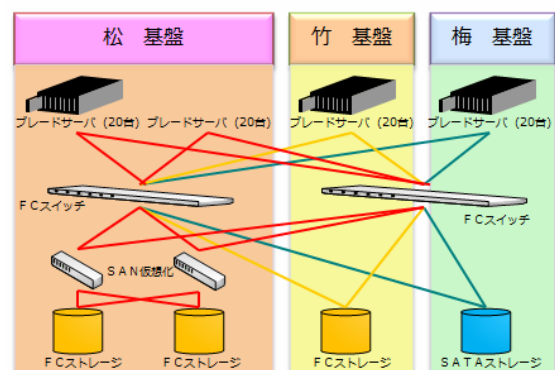 松 基盤
竹 基盤
梅 基盤
ブレードサーバ (20台)
ブレードサーバ (20台)
ブレードサーバ (20台)
ブレードサーバ (20台)
FCスイッチ
FCスイッチ
SAN仮想化
FCストレージ
FCストレージ
FCストレージ
SATAストレージ